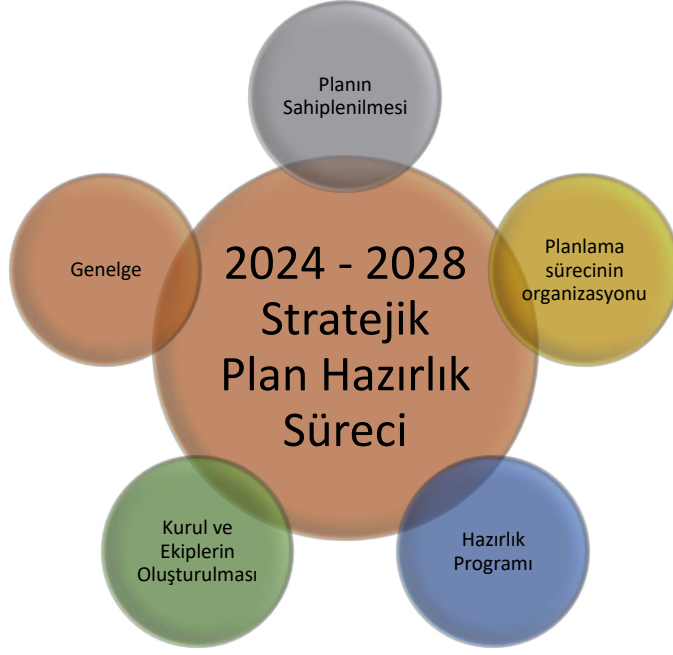 Planın
Sahiplenilmesi
Genelge
2024 - 2028
Stratejik
Plan Hazırlık
Süreci
Planlama
sürecinin
organizasyonu
Kurul ve
Ekiplerin
Oluşturulması
Hazırlık
Programı